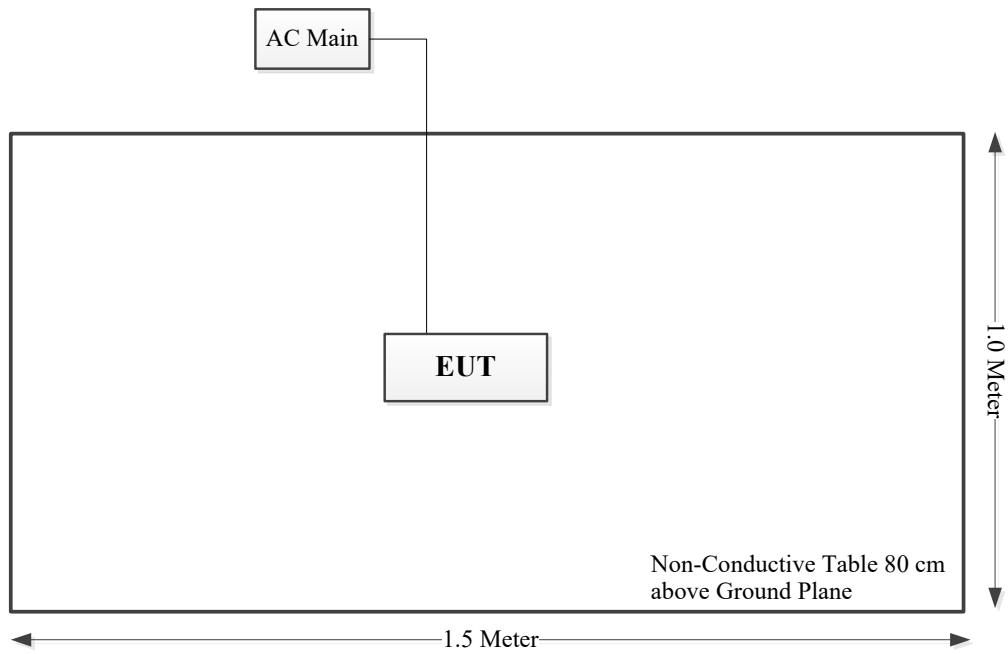 AC Main
EUT
1.0 Meter
Non-Conductive Table 80 cm
above Ground Plane
1.5 Meter